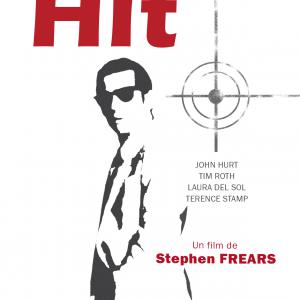 Hit
JOHN HURT
TIM ROTH
LAURA DEL SOL
TERENCE STAMP
Un film de
Stephen FREARS